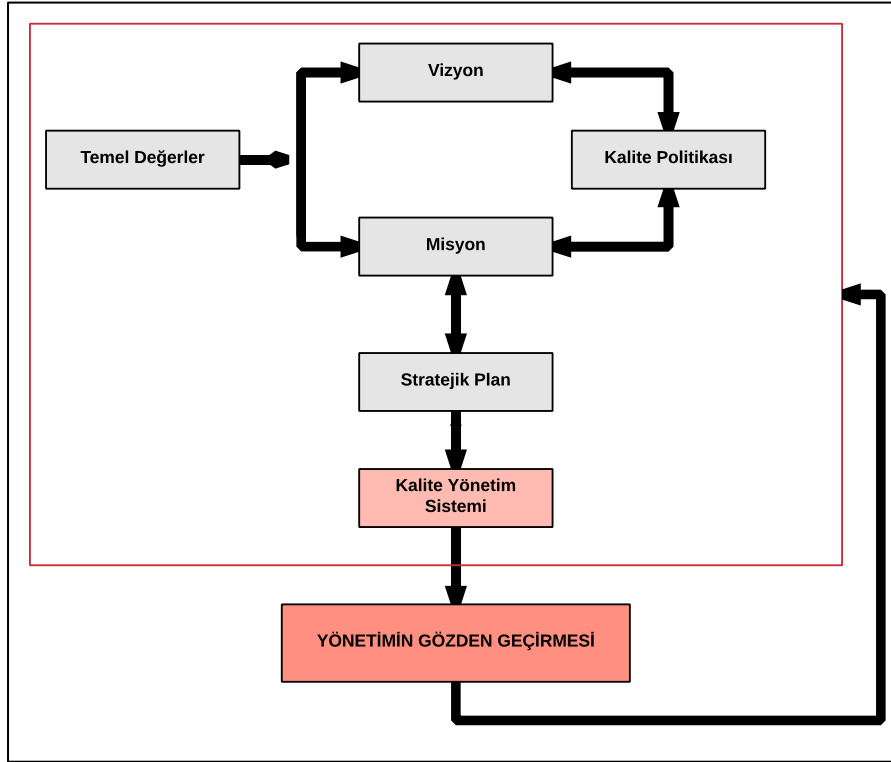 Vizyon
Temel Değerler
Kalite Politikası
Misyon
Stratejik Plan
Kalite Yönetim
Sistemi
YÖNETİMİN GÖZDEN GEÇİRMESİ